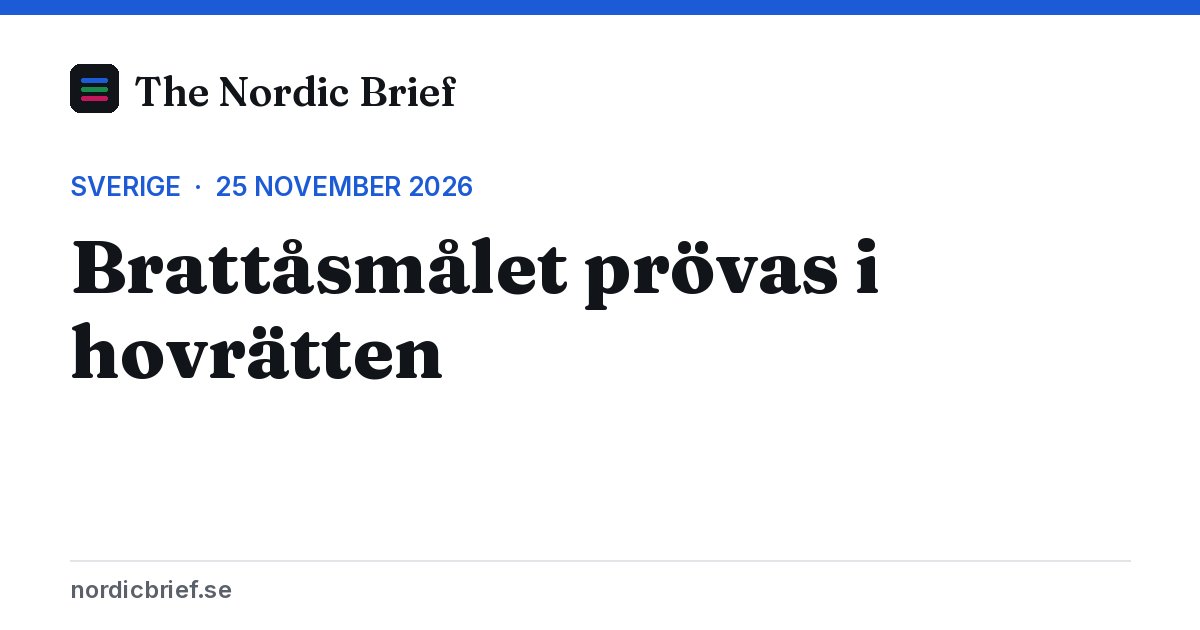 The Nordic Brief
SVERIGE · 25 NOVEMBER 2026
Brattåsmålet prövas i
hovrätten
nordicbrief.se